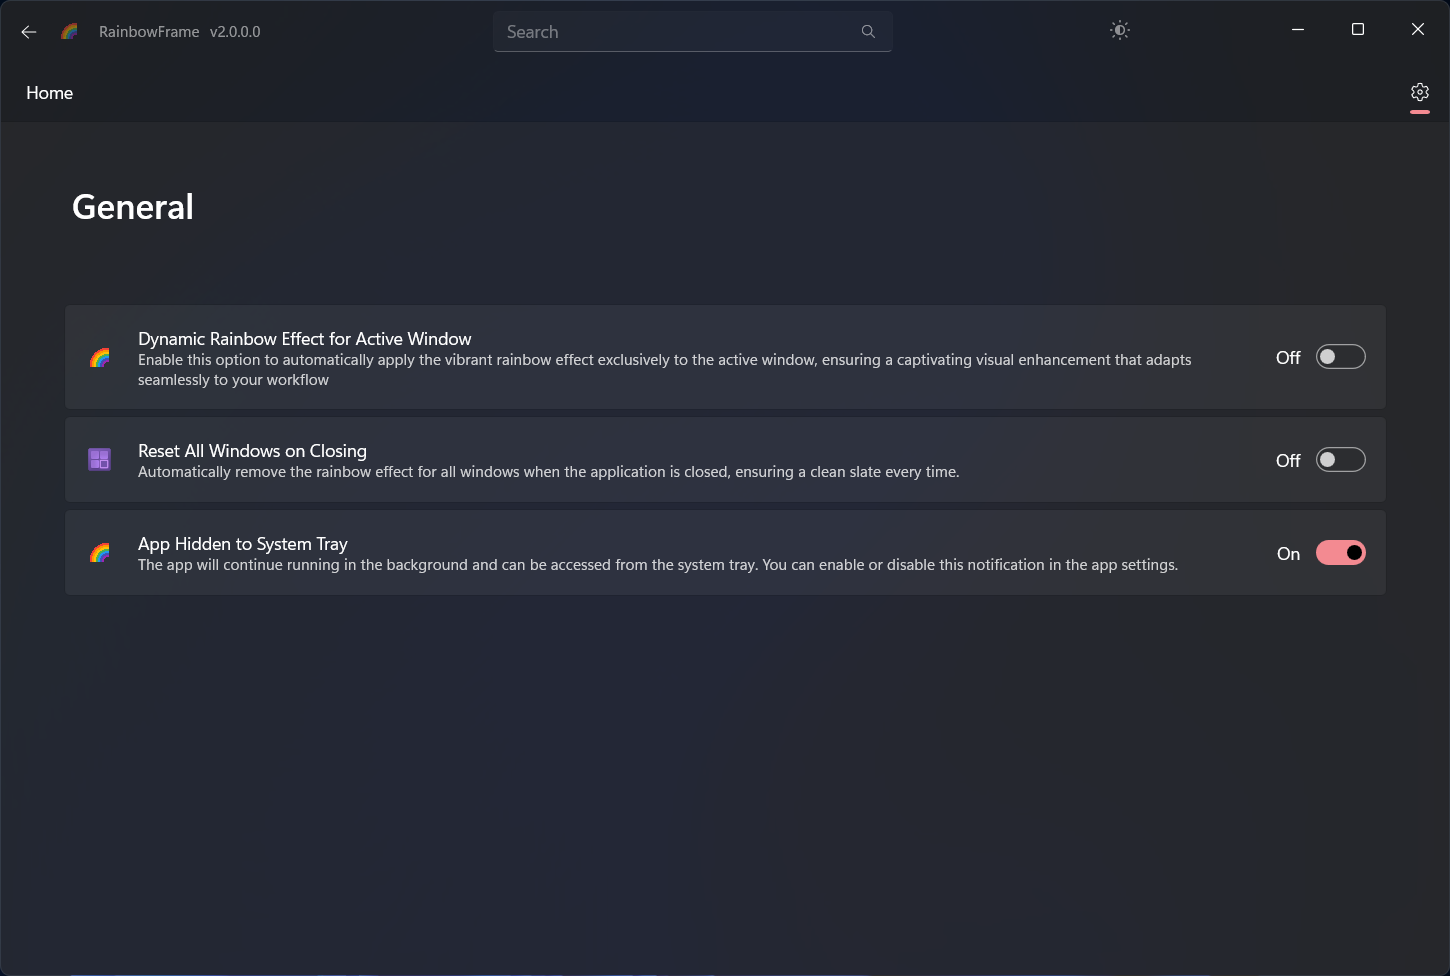 RainbowFrame v2.0.0.0
Search
Home
General
Dynamic Rainbow Effect for Active Window
Enable this option to automatically apply the vibrant rainbow effect exclusively to the active window, ensuring a captivating visual enhancement that adapts
seamlessly to your workflow
Off
Reset All Windows on Closing
Automatically remove the rainbow effect for all windows when the application is closed, ensuring a clean slate every time.
Off
App Hidden to System Tray
The app will continue running in the background and can be accessed from the system tray. You can enable or disable this notification in the app settings.
On